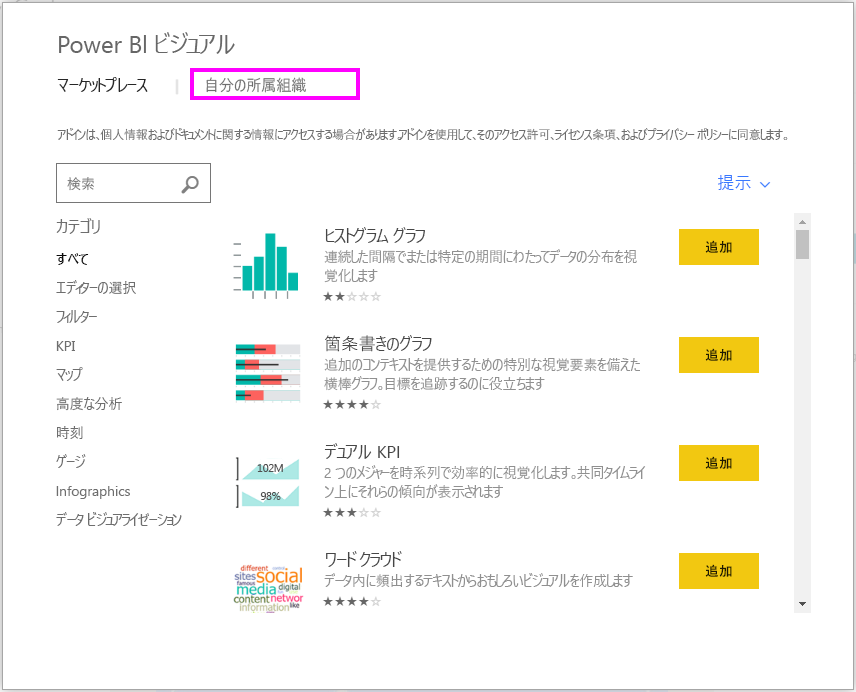 Power BI ビジュアル
マーケットプレース | 自分の所属組織
アドインは、個人情報およびドキュメントに関する情報にアクセスする場合があります。アドインを使用して、そのアクセス許可、ライセンス条項、およびプライバシー ポリシーに同意します。
検索
提示
カテゴリ
すべて
エディターの選択
フィルター
KPI
マップ
高度な分析
時刻
ゲージ
Infographics
データ ビジュアライゼーション
ヒストグラム グラフ
連続した間隔でまたは特定の期間にわたってデータの分布を視
覚化します
★★☆☆☆
追加
箇条書きのグラフ
追加のコンテキストを提供するための特別な視覚要素を備えた
横棒グラフ。目標を追跡するのに役立ちます
★★★★☆
追加
102M
98%
デュアル KPI
2 つのメジャーを時系列で効率的に視覚化します。共同タイムライ
ン上にそれらの傾向が表示されます
★★★☆☆
追加
different
sites social
famous
media digital
content networ
information like
ワード クラウド
データ内に頻出するテキストからおもしろいビジュアルを作成します
★★★★☆
追加